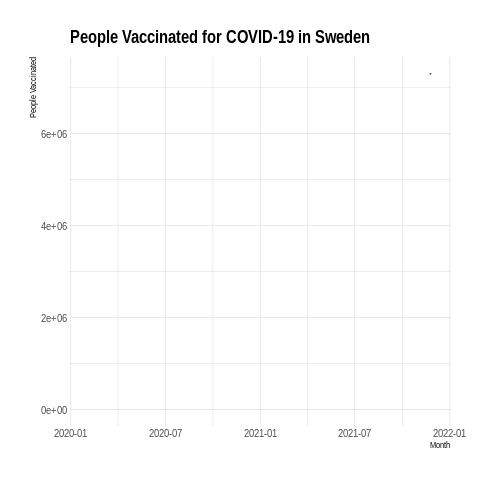 People Vaccinated for COVID-19 in Sweden
People Vaccinated
6e+06
4e+06
2e+06
0e+00
2020-01 2020-07 2021-01 2021-07 2022-01
Month